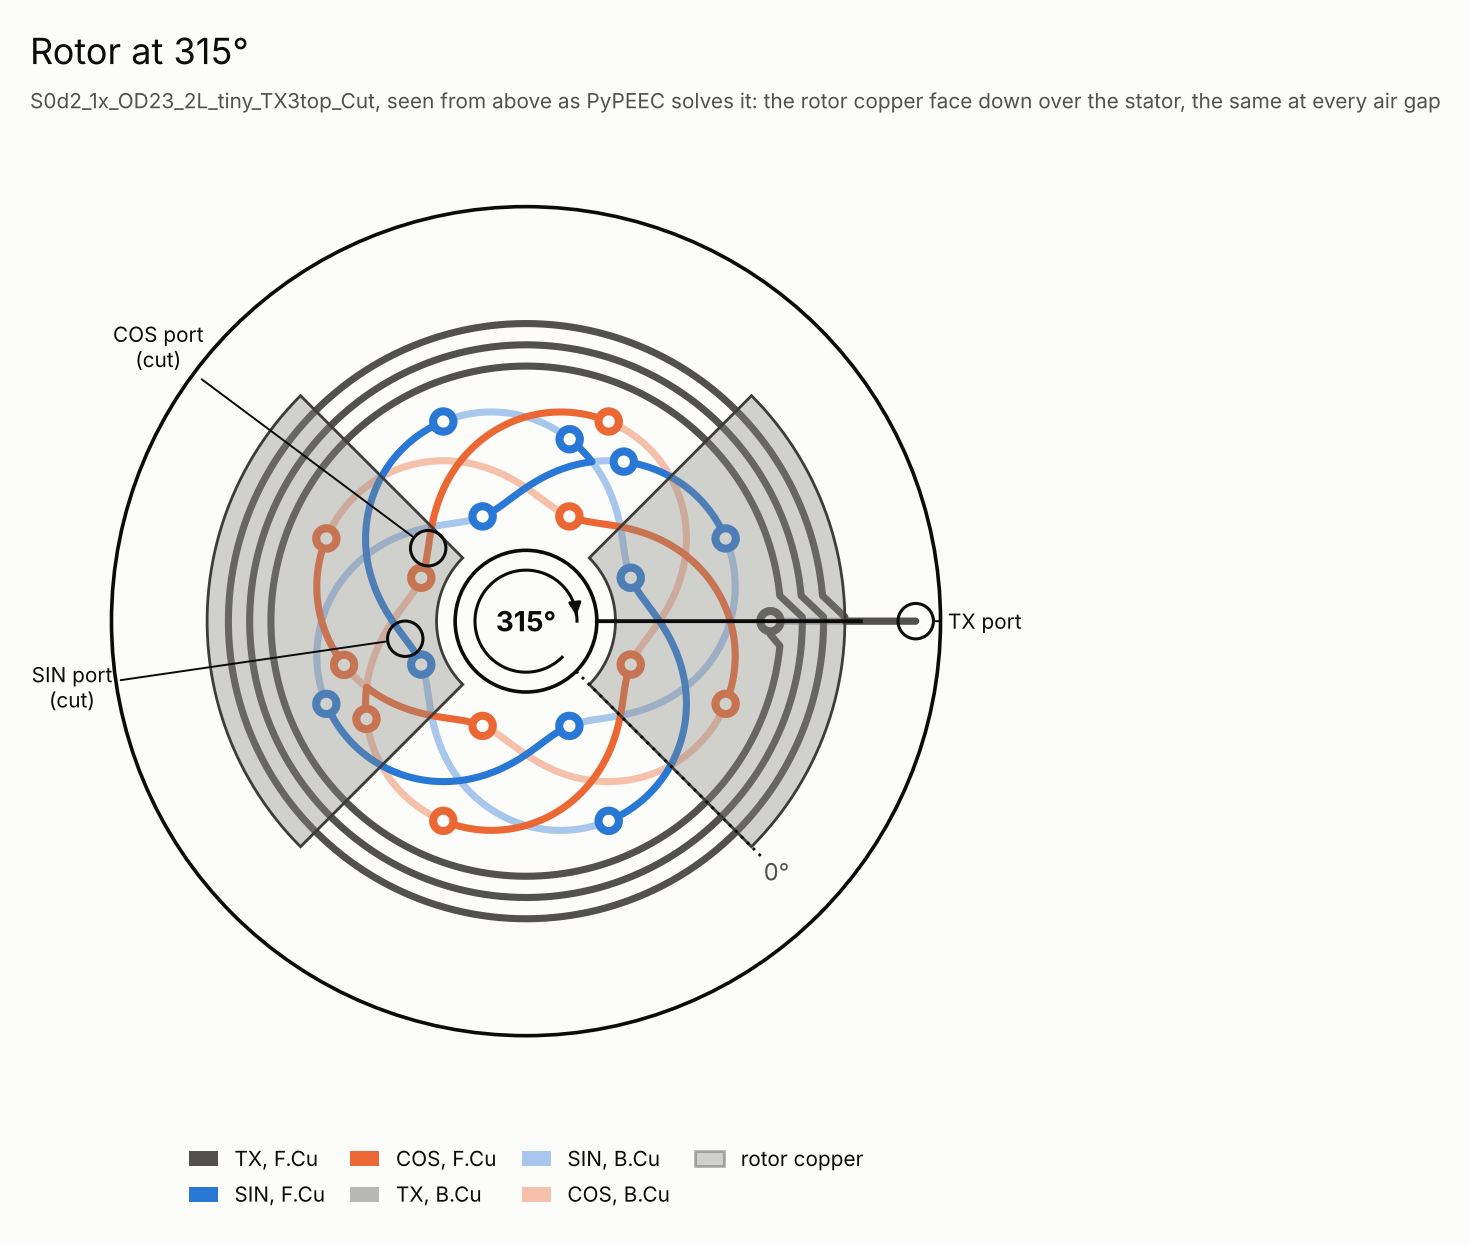 Rotor at 315°
S0d2_1x_OD23_2L_tiny_TX3top_Cut, seen from above as PyPEEC solves it: the rotor copper face down over the stator, the same at every air gap
COS port
(cut)
315°
TX port
SIN port
(cut)
0°
TX, F.Cu
COS, F.Cu
SIN, B.Cu
rotor copper
SIN, F.Cu
TX, B.Cu
COS, B.Cu